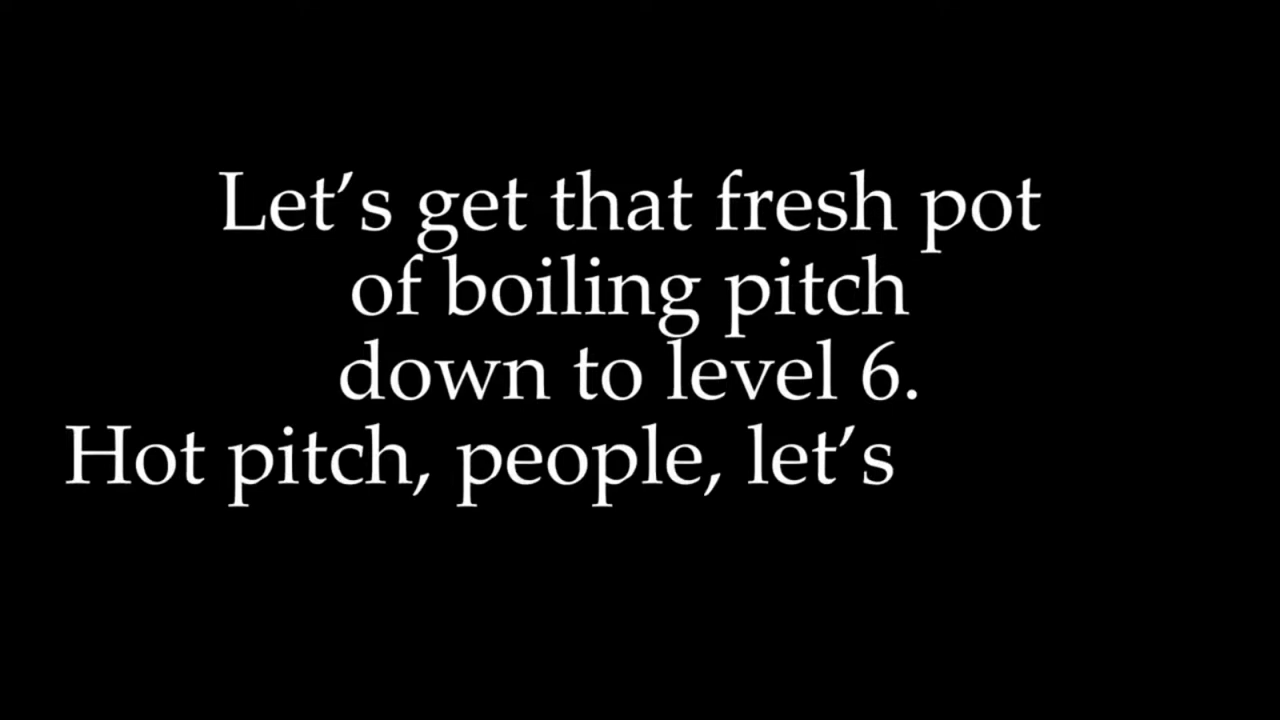 Let’s get that fresh pot
of boiling pitch
down to level 6.
Hot pitch, people, let’s